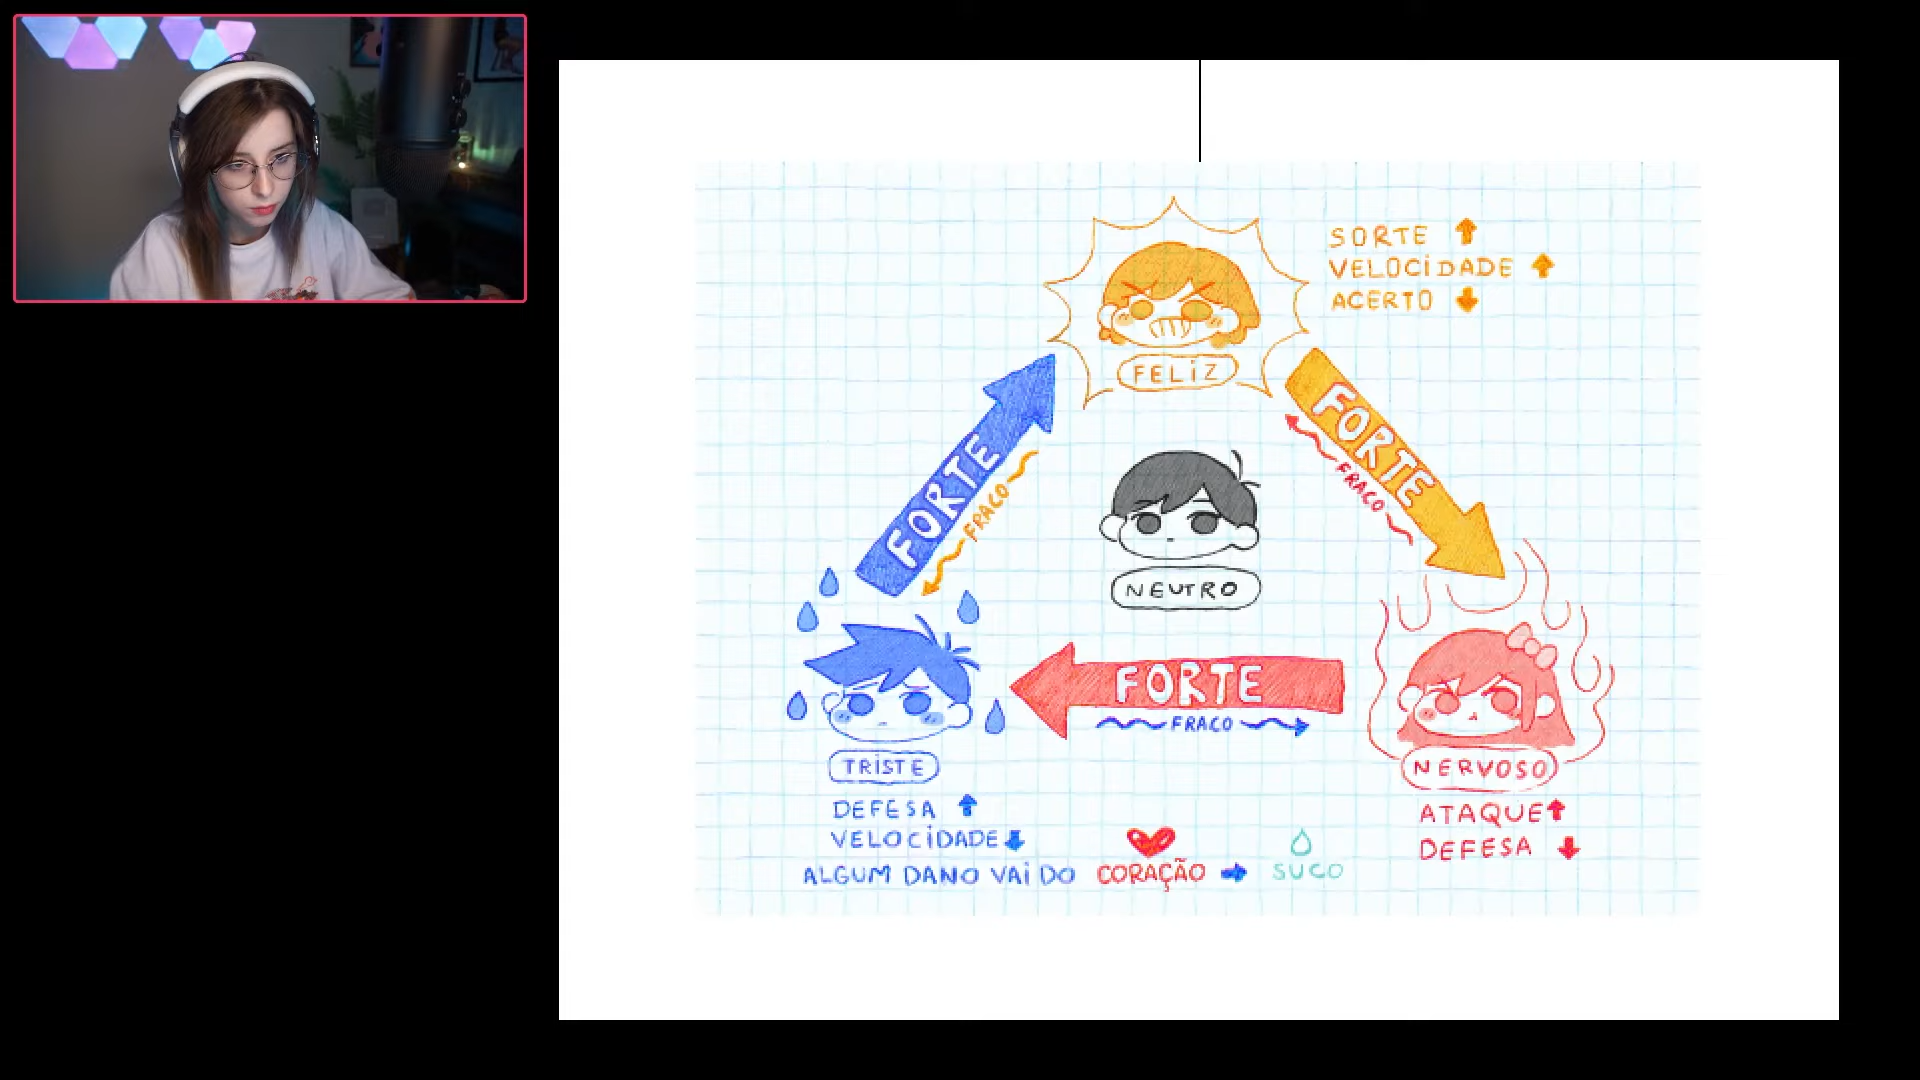 SORTE
VELOCIDADE
ACERTO
FELIZ
FORTE
FRACO
FORTE
FRACO
NEUTRO
FORTE
FRACO
TRISTE
NERVOSO
DEFESA
VELOCIDADE
ALGUM DANO VAI DO CORAÇÃO SUCO
ATAQUE
DEFESA